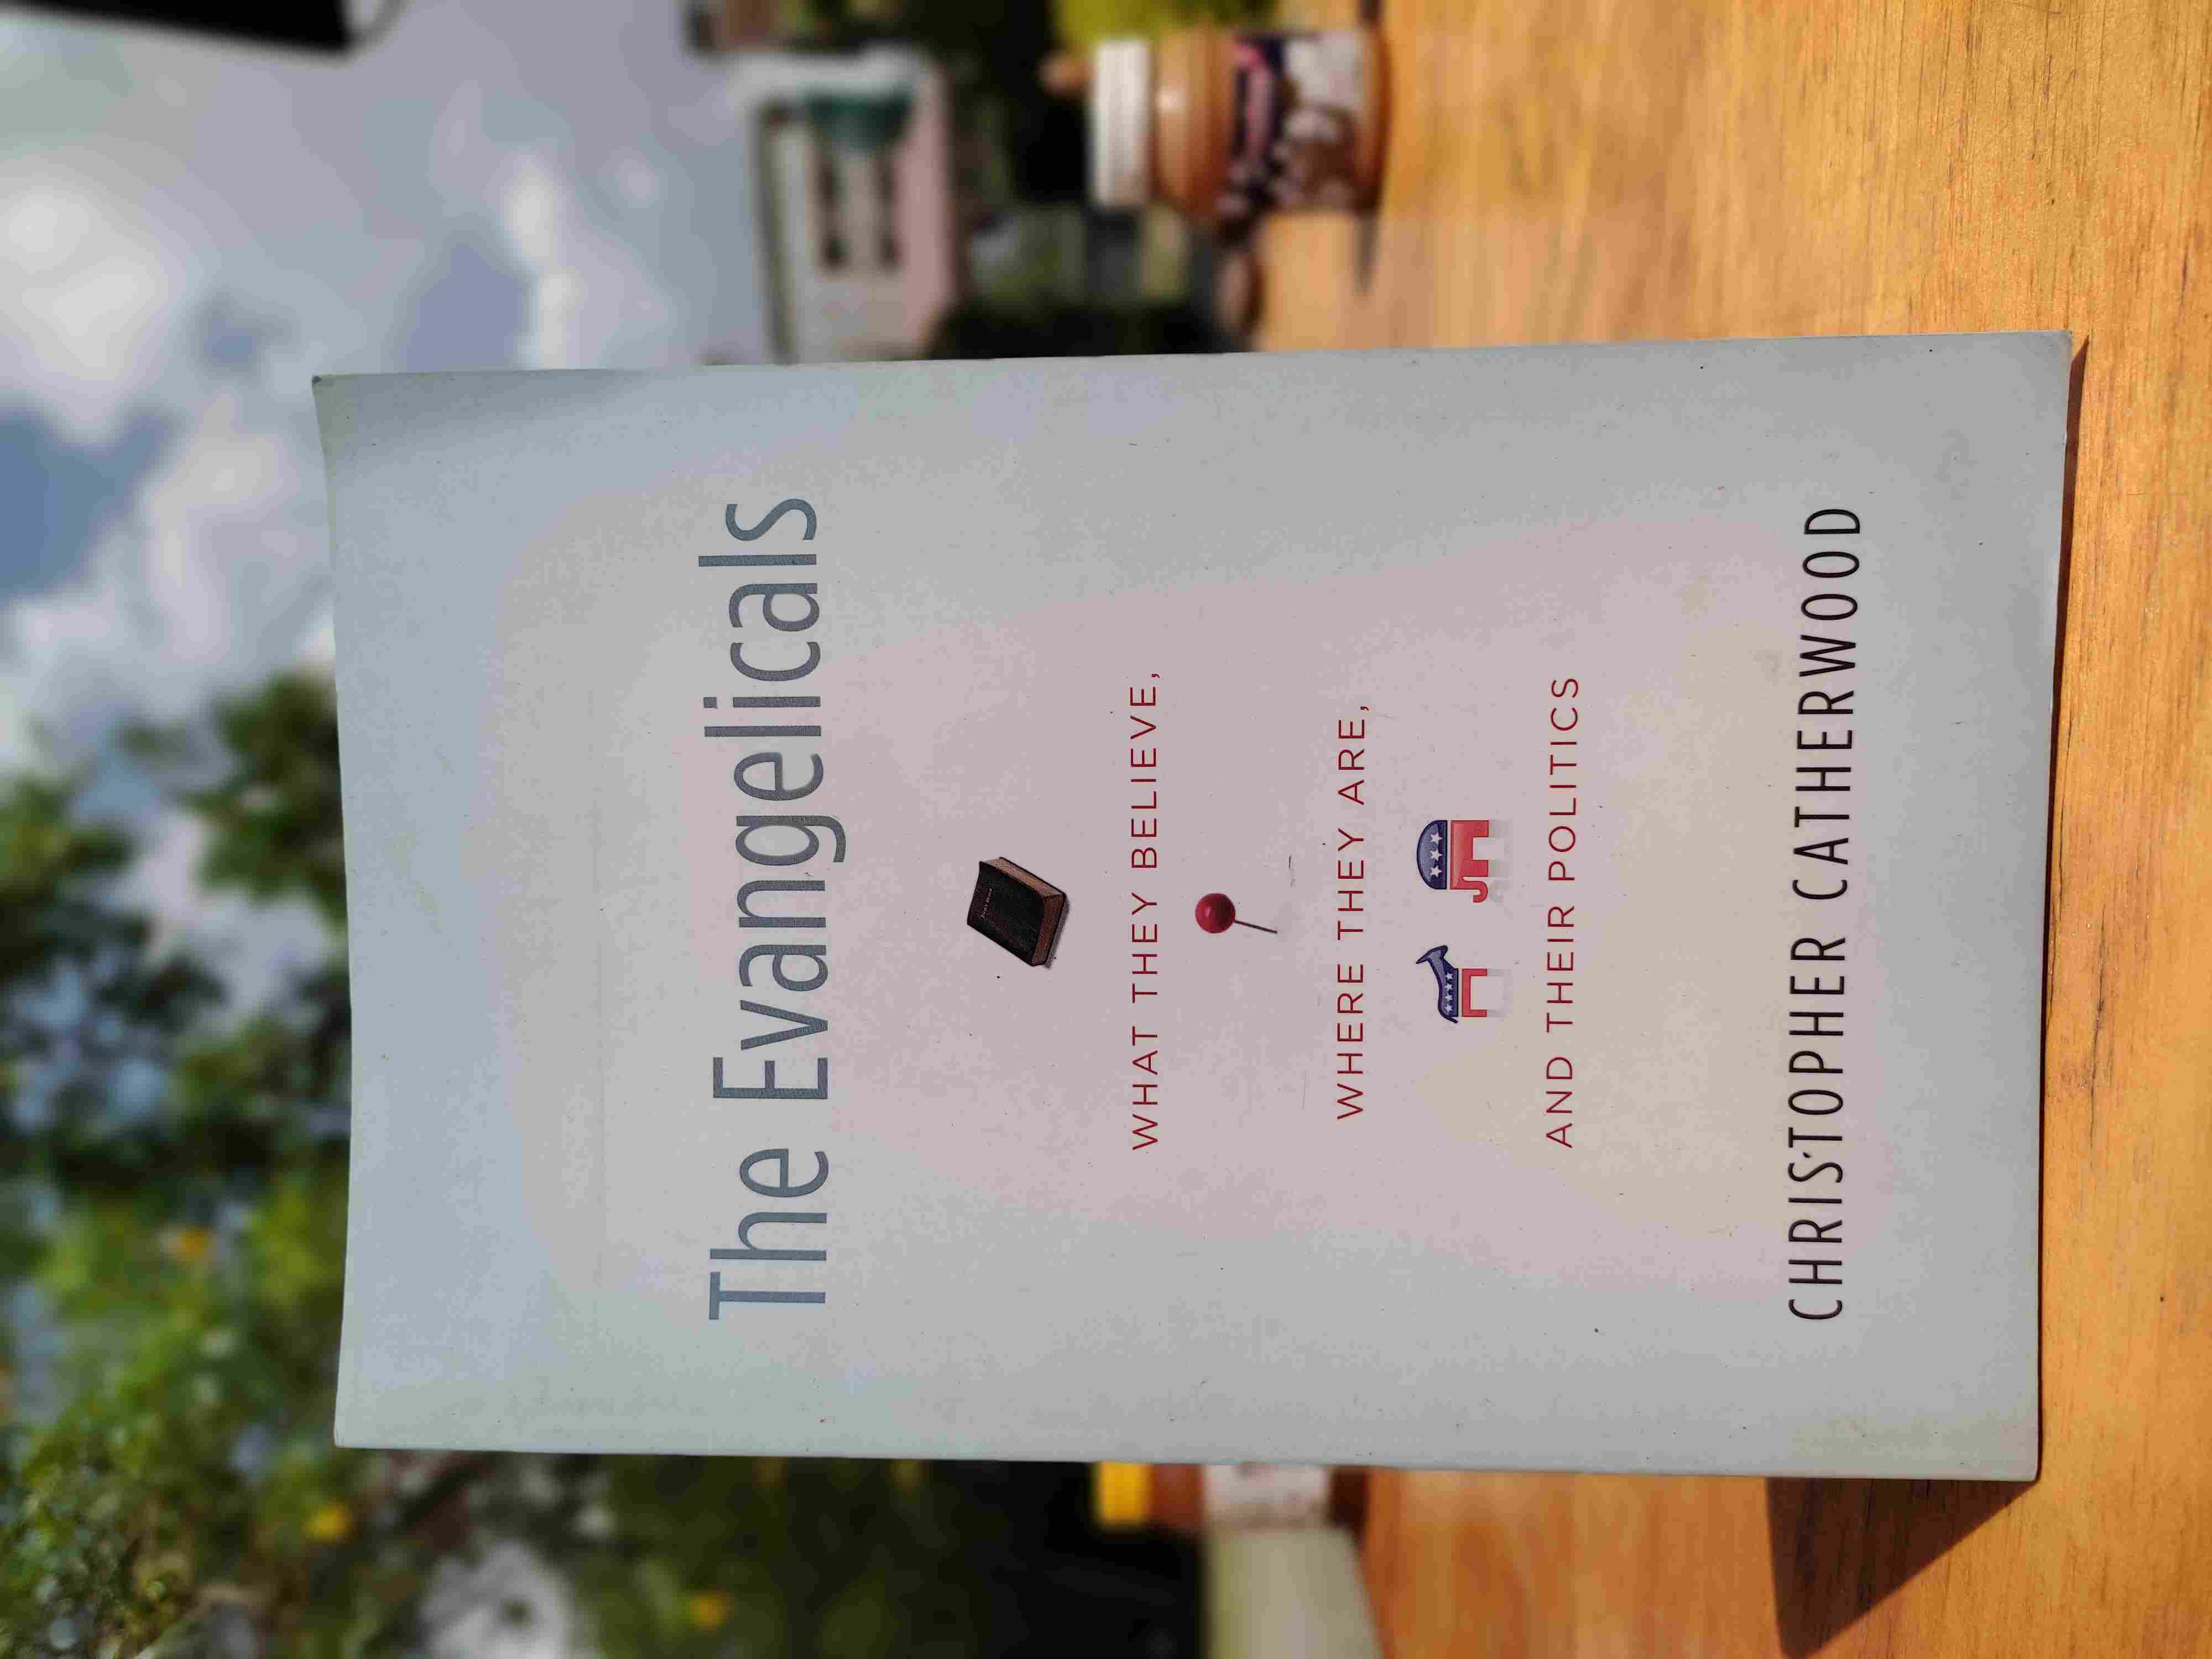 The Evangelicals
WHAT THEY BELIEVE,
WHERE THEY ARE,
AND THEIR POLITICS
CHRISTOPHER CATHERWOOD